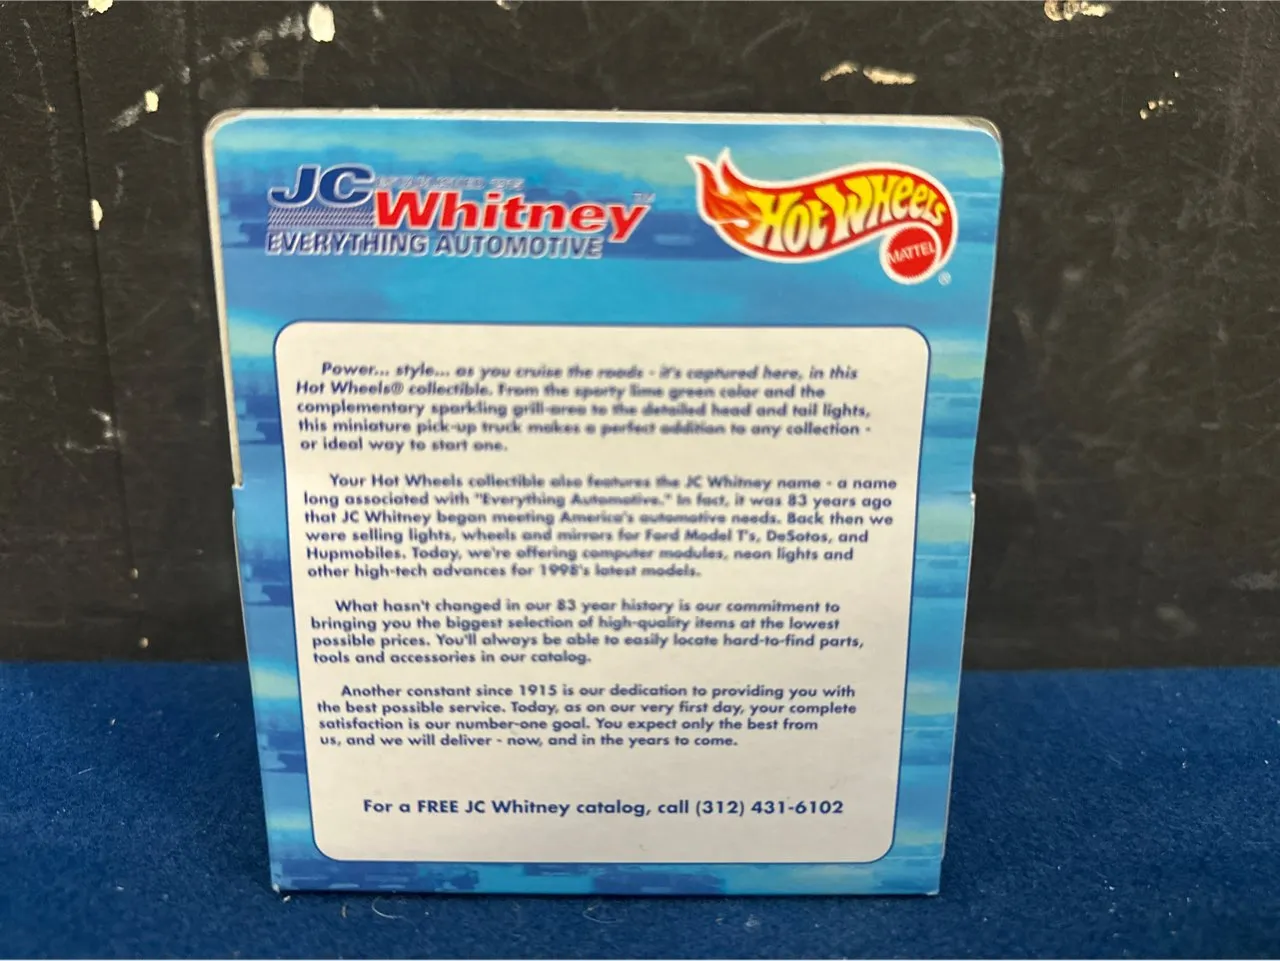 JC
Whitney™
EVERYTHING AUTOMOTIVE
HOT WHEELS
MATTEL
®
Power... style... as you cruise the roads - it's captured here, in this
Hot Wheels® collectible. From the sporty lime green color and the
complementary sparkling grill-area to the detailed head and tail lights,
this miniature pick-up truck makes a perfect addition to any collection -
or ideal way to start one.
Your Hot Wheels collectible also features the JC Whitney name - a name
long associated with "Everything Automotive." In fact, it was 83 years ago
that JC Whitney began meeting America's automotive needs. Back then we
were selling lights, wheels and mirrors for Ford Model T's, DeSotos, and
Hupmobiles. Today, we're offering computer modules, neon lights and
other high-tech advances for 1998's latest models.
What hasn't changed in our 83 year history is our commitment to
bringing you the biggest selection of high-quality items at the lowest
possible prices. You'll always be able to easily locate hard-to-find parts,
tools and accessories in our catalog.
Another constant since 1915 is our dedication to providing you with
the best possible service. Today, as on our very first day, your complete
satisfaction is our number-one goal. You expect only the best from
us, and we will deliver - now, and in the years to come.
For a FREE JC Whitney catalog, call (312) 431-6102